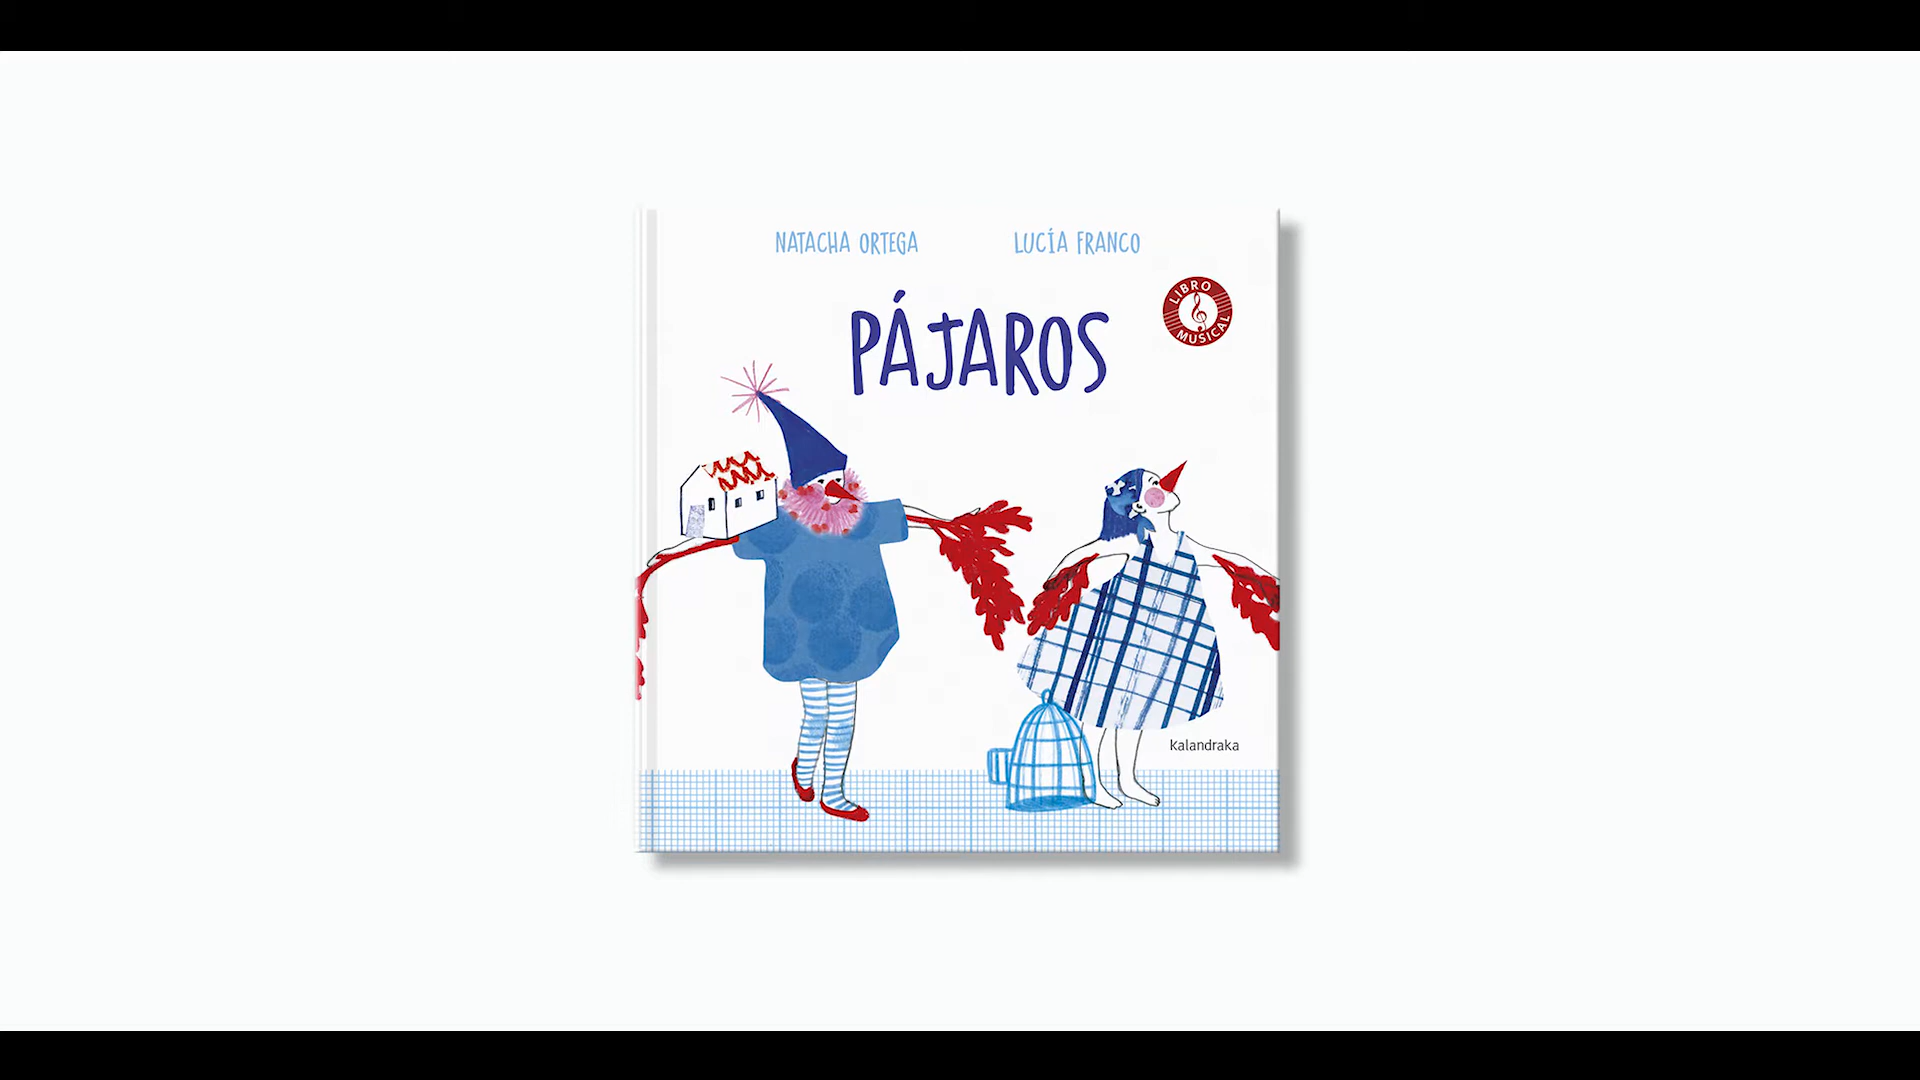 NATACHA ORTEGA LUCÍA FRANCO
PÁJAROS
LIBRO
MUSICAL
Kalandraka